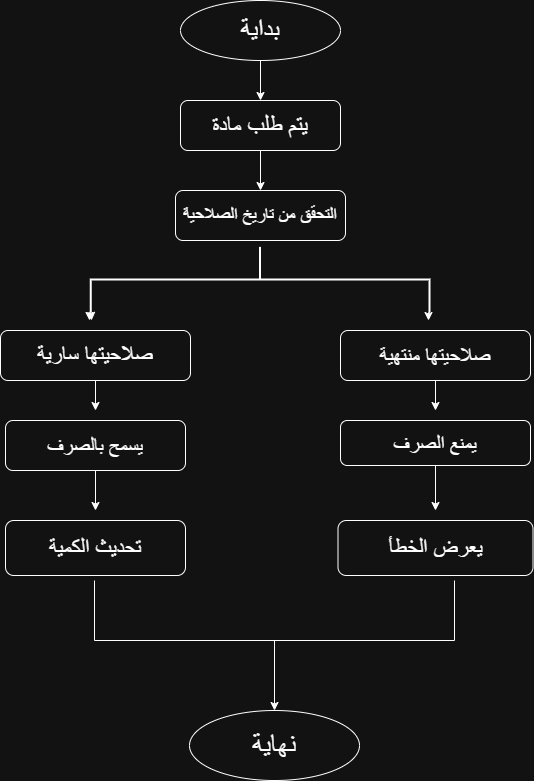 بداية
يتم طلب مادة
التحقق من تاريخ الصلاحية
صلاحيتها منتهية
صلاحيتها سارية
يمنع الصرف
يسمح بالصرف
يعرض الخطأ
تحديث الكمية
نهاية